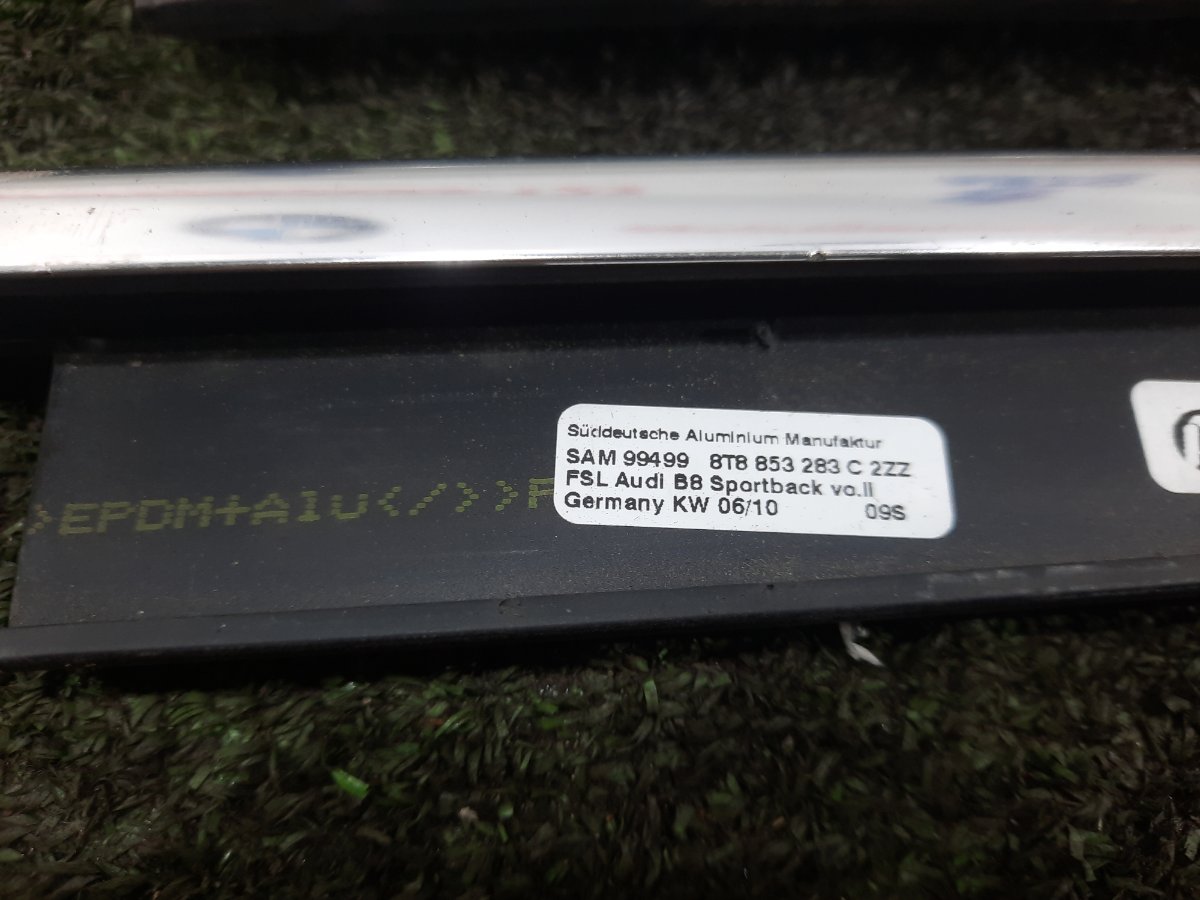 Süddeutsche Aluminium Manufaktur
SAM 99499 8T8 853 283 C 2ZZ
FSL Audi B8 Sportback vo.li
Germany KW 06/10 09S
>EPDM+Alu</>>P